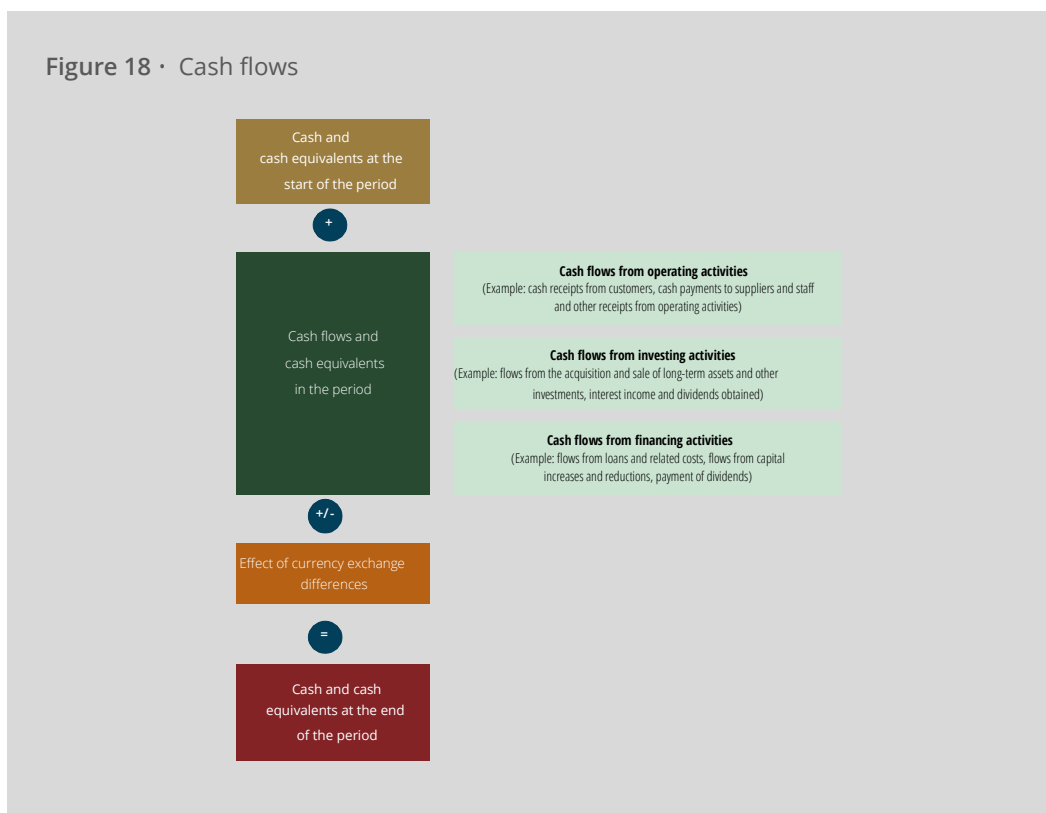 Figure 18 · Cash flows
Cash and
cash equivalents at the
start of the period
+
Cash flows and
cash equivalents
in the period
Cash flows from operating activities
(Example: cash receipts from customers, cash payments to suppliers and staff
and other receipts from operating activities)
Cash flows from investing activities
(Example: flows from the acquisition and sale of long-term assets and other
investments, interest income and dividends obtained)
Cash flows from financing activities
(Example: flows from loans and related costs, flows from capital
increases and reductions, payment of dividends)
+/-
Effect of currency exchange
differences
=
Cash and cash
equivalents at the end
of the period